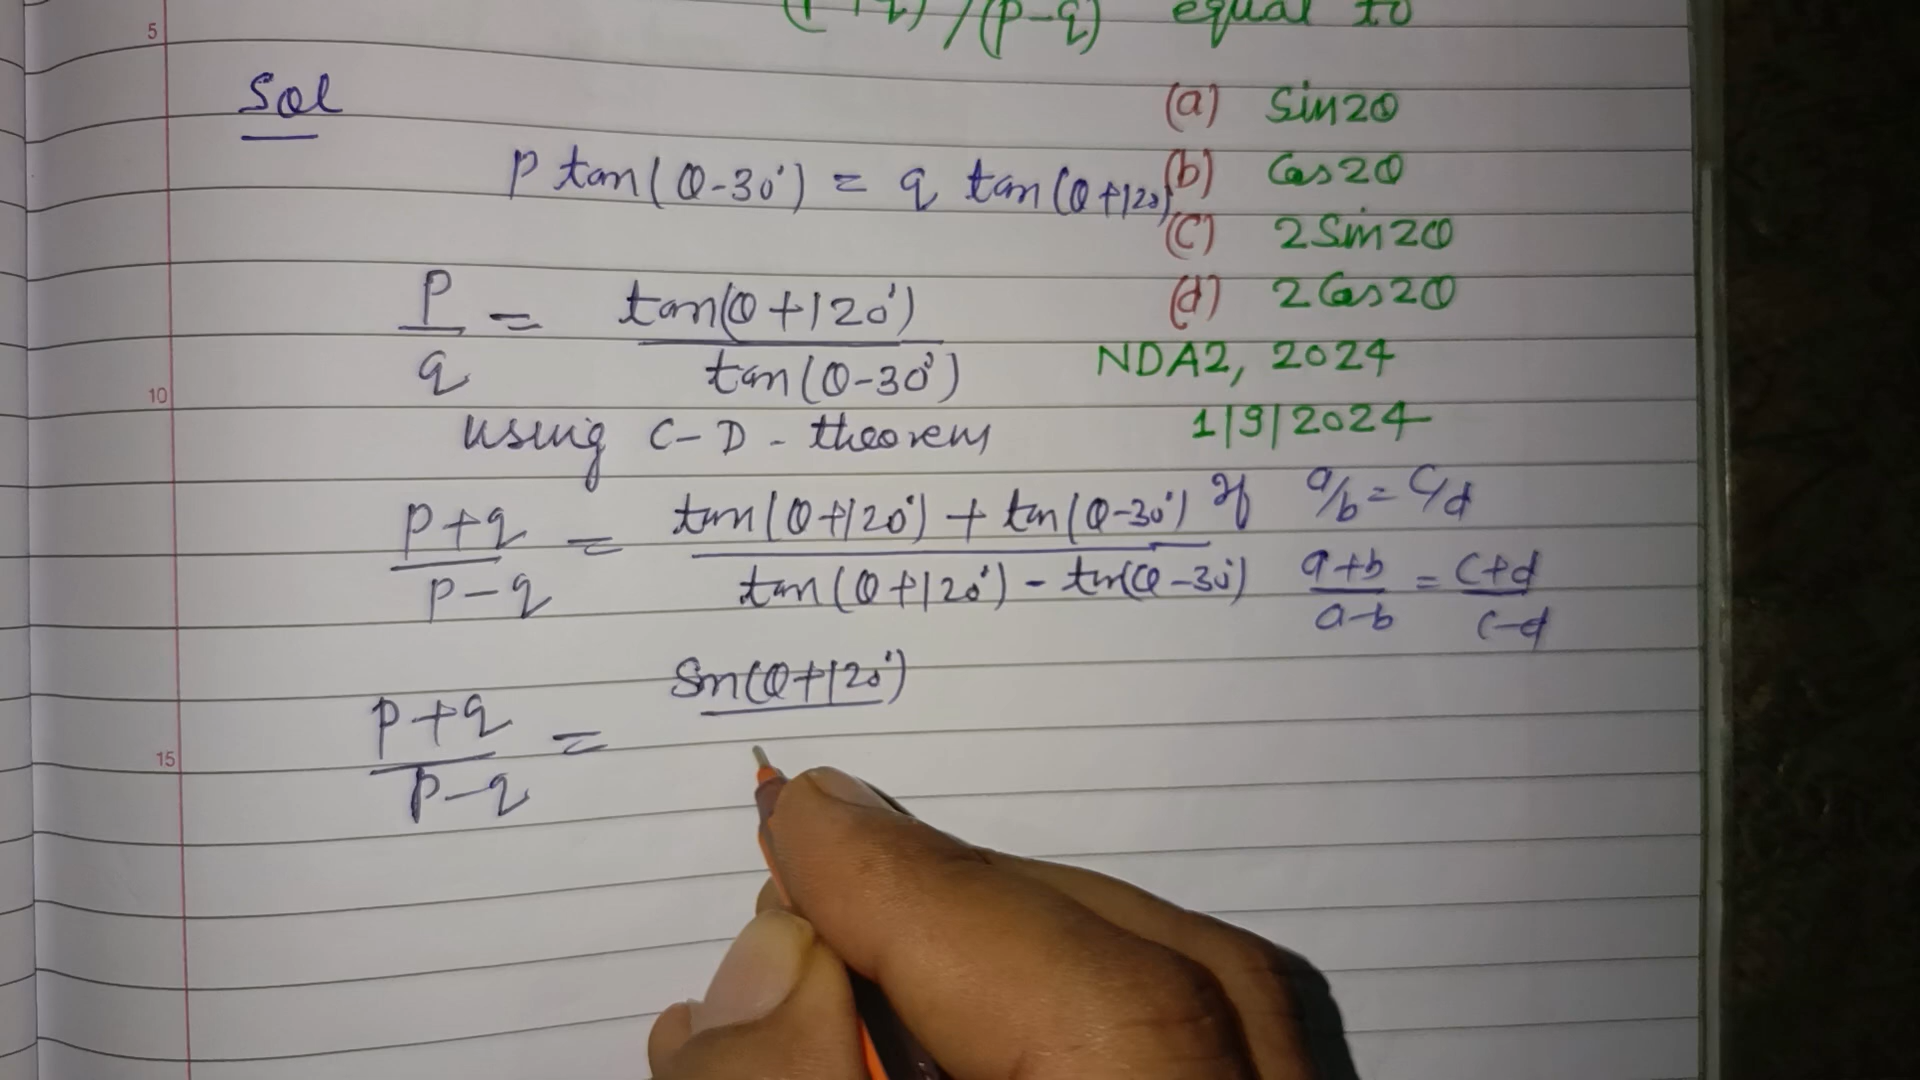 (p+q)/(p-q) equal to
5
Sol
(a) Sin2θ
p tan(θ-30°) = q tan(θ+120)
(b) Cos2θ
(c) 2Sin2θ
p/q = tan(θ+120°)/tan(θ-30°)
(d) 2Cos2θ
NDA2, 2024
10
using C-D-theorem
1/9/2024
p+q/p-q = tan(θ+120°) + tan(θ-30°)/tan(θ+120°) - tan(θ-30°)
If a/b = c/d
a+b/a-b = c+d/c-d
p+q/p-q = Sin(θ+120°)
15